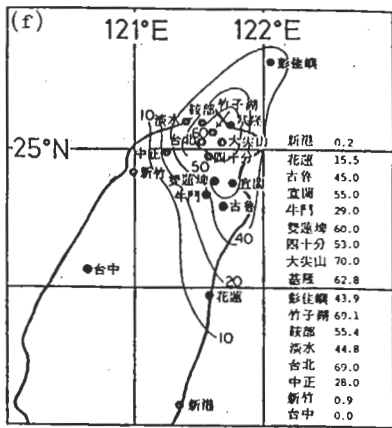 (f)
121°E
122°E
彭佳嶼
竹子湖
鞍部
10
淡水
基隆
60
台北
大尖山
25°N
中正
四十分
50
新竹
雙蓮埤
宜蘭
牛鬥
古魯
40
台中
20
花蓮
10
新港
新港 0.2
花蓮 15.5
古魯 45.0
宜蘭 55.0
牛鬥 29.0
雙蓮埤 60.0
四十分 53.0
大尖山 70.0
基隆 62.8
彭佳嶼 43.9
竹子湖 69.1
鞍部 55.4
淡水 44.8
台北 69.0
中正 28.0
新竹 0.9
台中 0.0